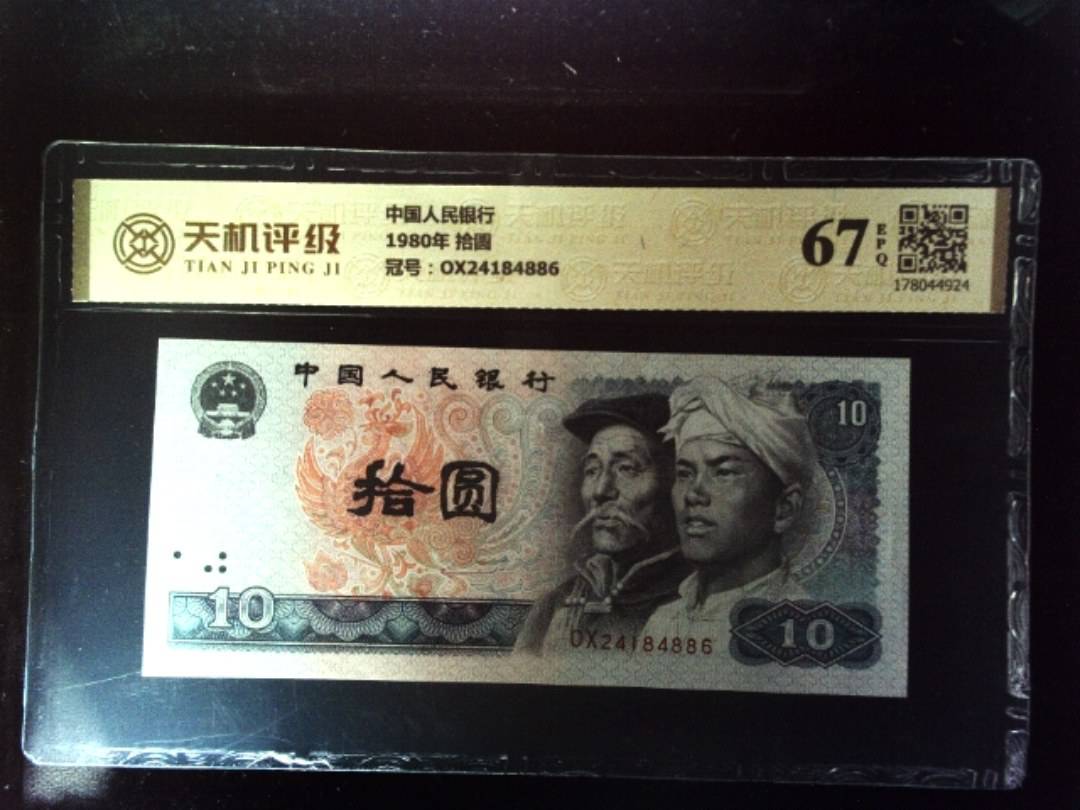 天机评级
TIAN JI PING JI
中国人民银行
1980年 拾圆
冠号：OX24184886
67
EPQ
178044924
中国人民银行
10
拾圆
10
OX24184886
10